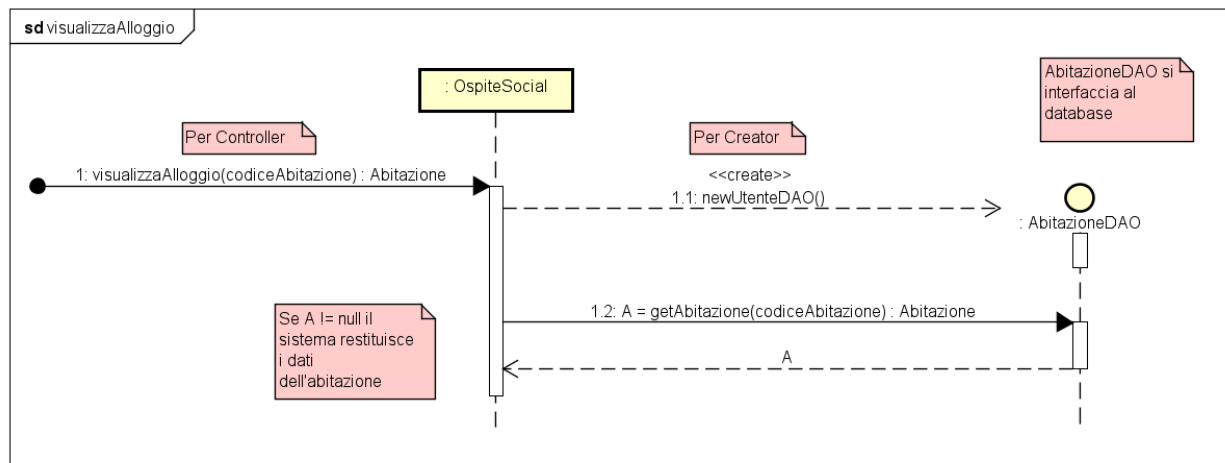 sd visualizzaAlloggio
: OspiteSocial
AbitazioneDAO si
interfaccia al
database
Per Controller
Per Creator
1: visualizzaAlloggio(codiceAbitazione) : Abitazione
<<create>>
1.1: newUtenteDAO()
: AbitazioneDAO
Se A != null il
sistema restituisce
i dati
dell'abitazione
1.2: A = getAbitazione(codiceAbitazione) : Abitazione
A